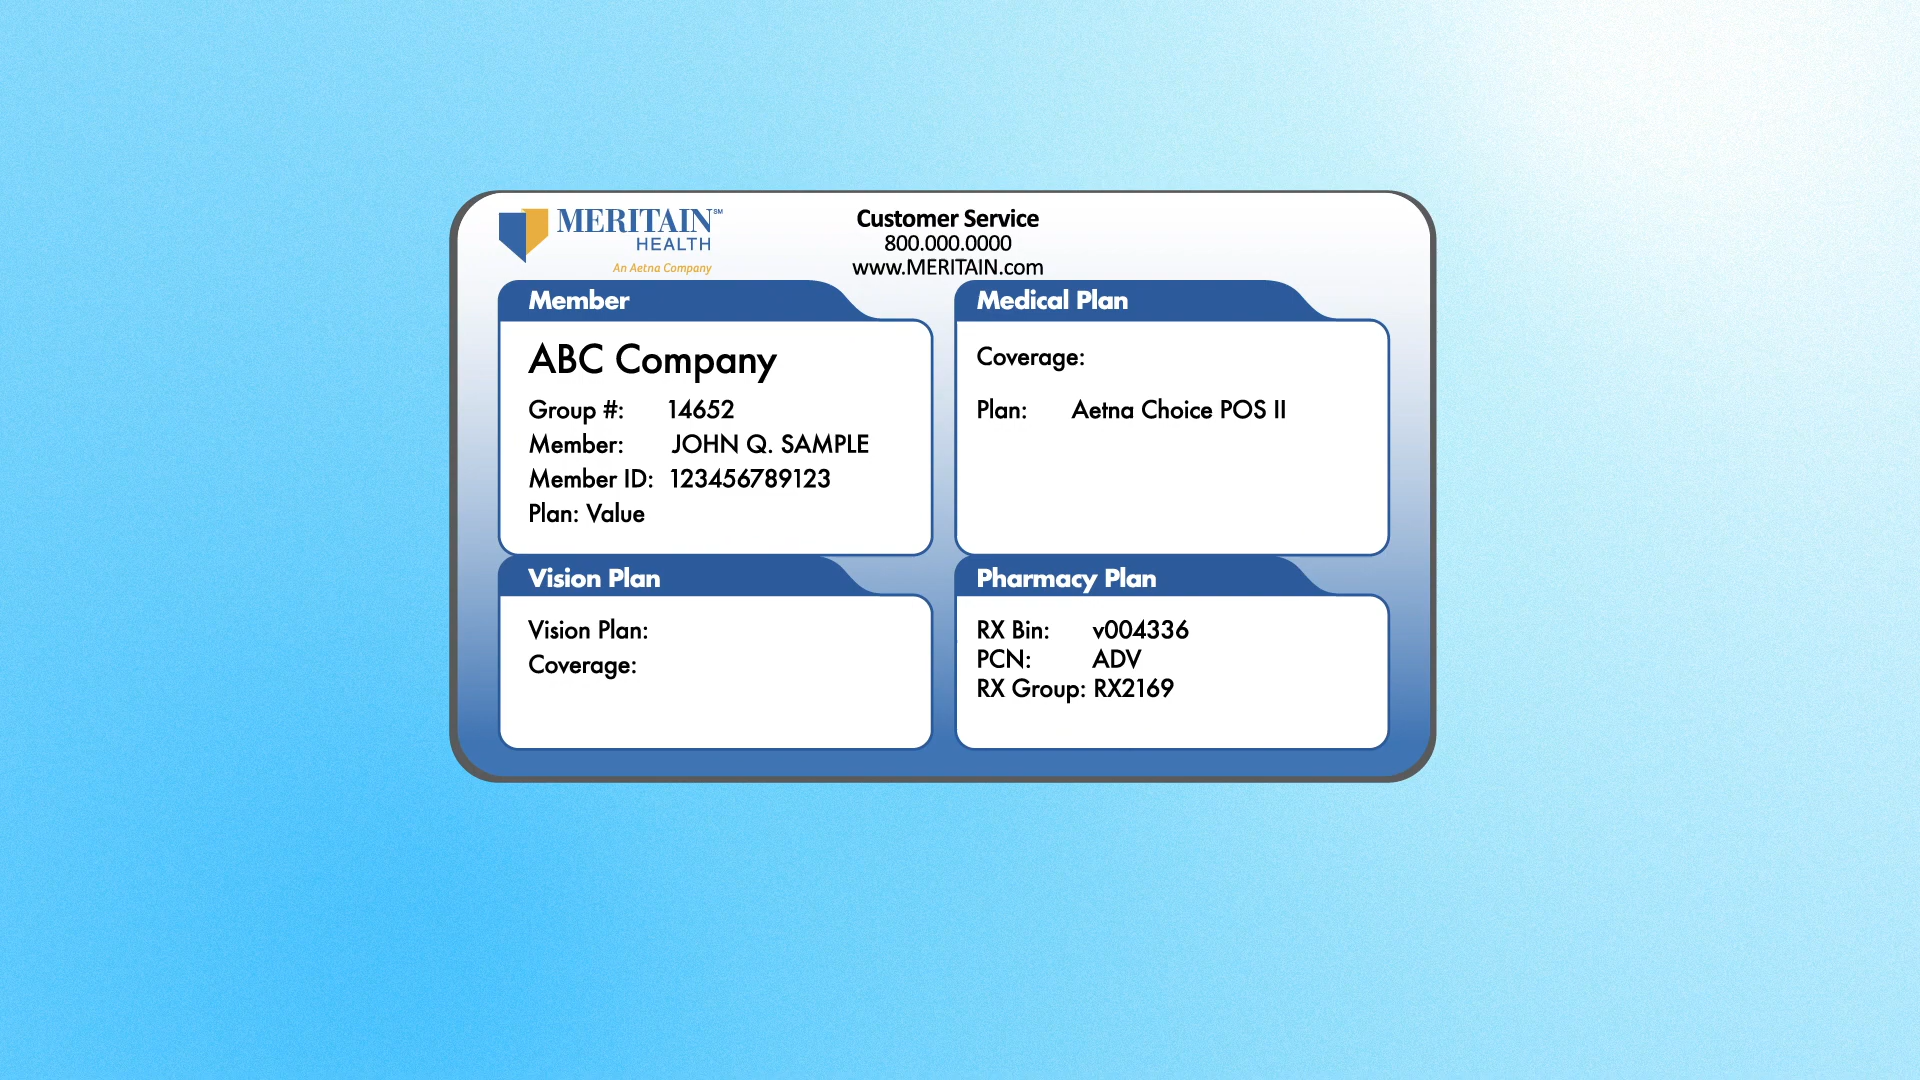 MERITAIN℠
HEALTH
An Aetna Company
Customer Service
800.000.0000
www.MERITAIN.com
Member
ABC Company
Group #: 14652
Member: JOHN Q. SAMPLE
Member ID: 123456789123
Plan: Value
Medical Plan
Coverage:
Plan: Aetna Choice POS II
Vision Plan
Vision Plan:
Coverage:
Pharmacy Plan
RX Bin: v004336
PCN: ADV
RX Group: RX2169